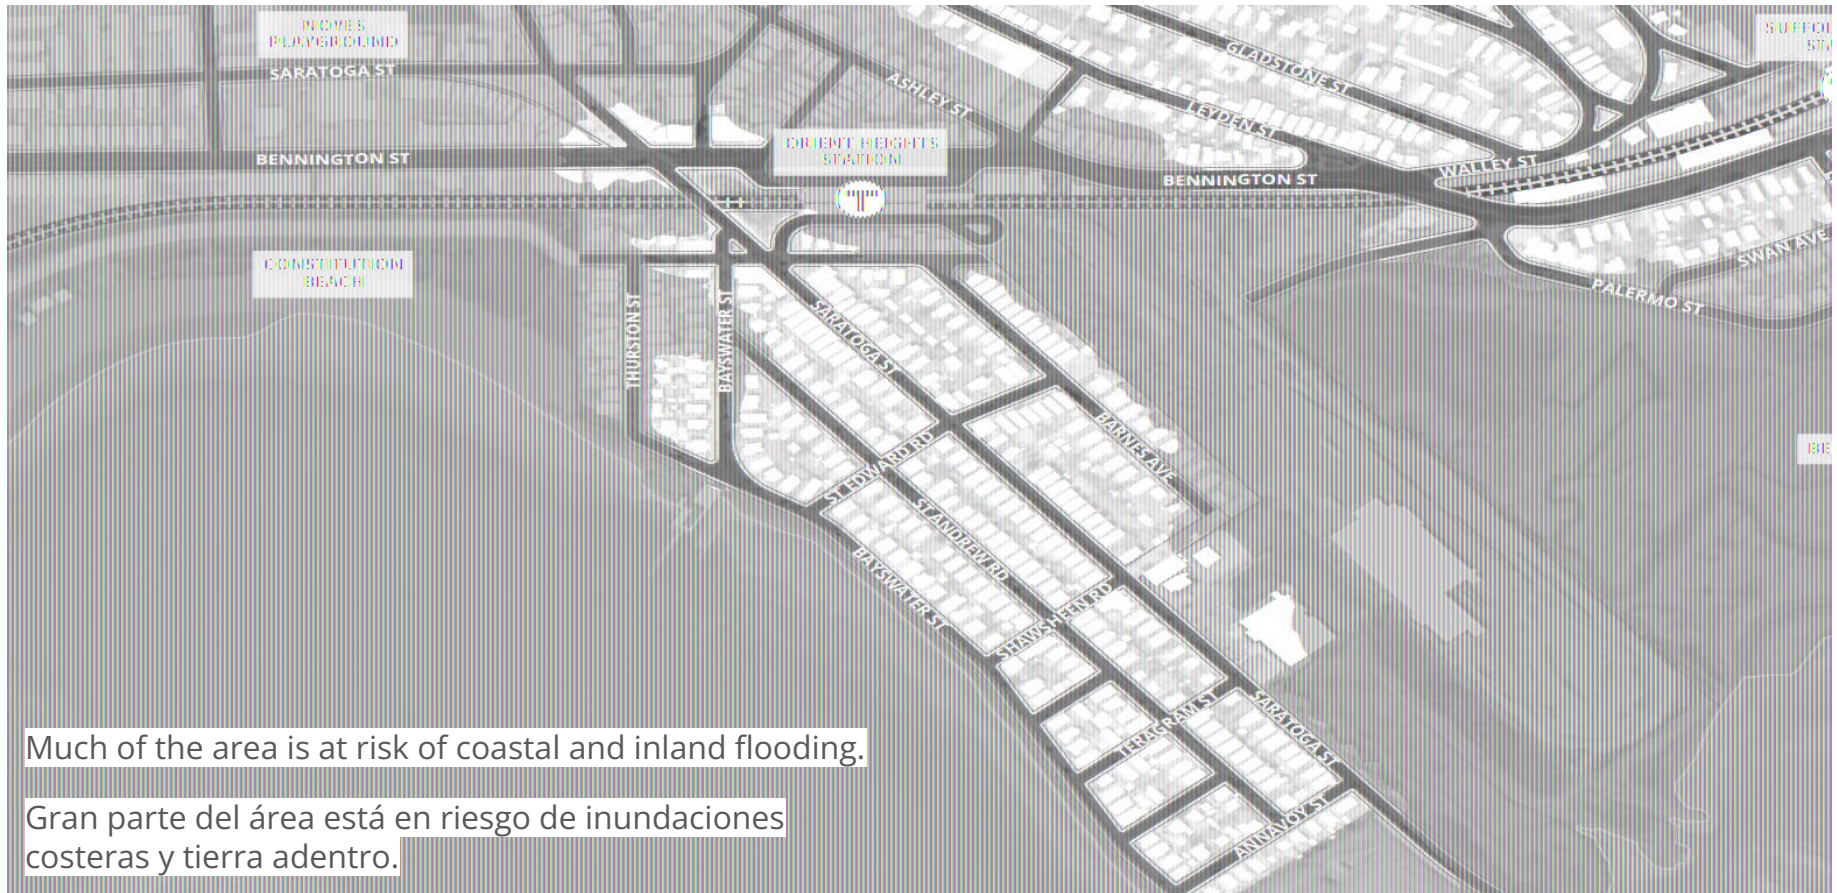 NOYES
PLAYGROUND
SARATOGA ST
BENNINGTON ST
ASHLEY ST
GLADSTONE ST
LEYDEN ST
ORIENT HEIGHTS
STATION
T
WALLEY ST
BENNINGTON ST
SWAN AVE
PALERMO ST
CONSTITUTION
BEACH
THURSTON ST
BAYSWATER ST
SARATOGA ST
BARNES AVE
ST EDWARD RD
ST ANDREW RD
BAYSWATER ST
SHAWSHEEN RD
TERAGRAM ST
SARATOGA ST
ANNAVOY ST
Much of the area is at risk of coastal and inland flooding.
Gran parte del área está en riesgo de inundaciones
costeras y tierra adentro.